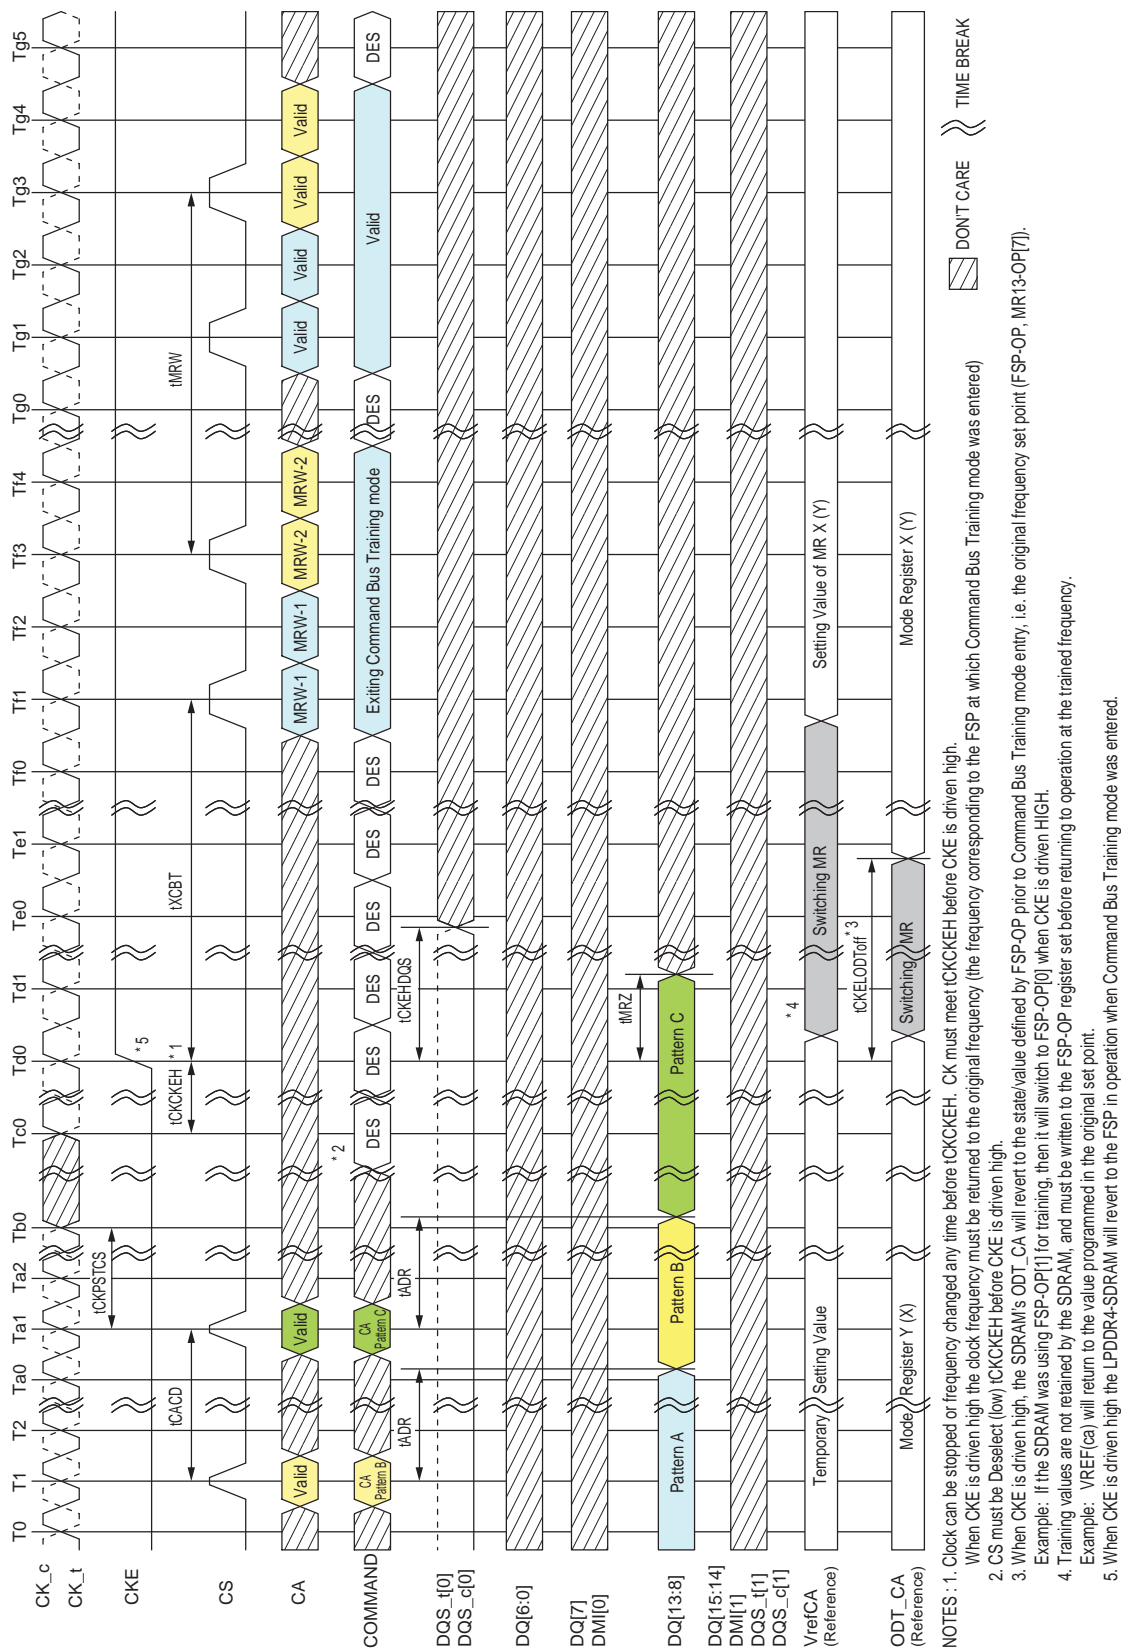 T0 T1 T2 Ta0 Ta1 Ta2 Tb0 Tc0 Td0 Td1 Te0 Te1 Tf0 Tf1 Tf2 Tf3 Tf4 Tg0 Tg1 Tg2 Tg3 Tg4 Tg5
CK_c
CK_t
tCKPSTCS
CKE
* 5
tCACD
tCKCKEH
* 1
tXCBT
tMRW
CS
CA
Valid Valid MRW-1 MRW-1 MRW-2 MRW-2 Valid Valid Valid Valid
* 2
COMMAND
CA Pattern B
CA Pattern C
DES DES DES DES DES DES Exiting Command Bus Training mode DES Valid DES
tADR tADR tCKEHDQS
DQS_t[0]
DQS_c[0]
DQ[6:0]
DQ[7]
DMI[0]
tMRZ
DQ[13:8]
Pattern A Pattern B Pattern C
DQ[15:14]
DMI[1]
DQS_t[1]
DQS_c[1]
* 4
VrefCA
(Reference)
Temporary Setting Value Switching MR Setting Value of MR X (Y)
tCKELODToff
* 3
ODT_CA
(Reference)
Mode Register Y (X) Switching MR Mode Register X (Y)
DON'T CARE
TIME BREAK
NOTES : 1. Clock can be stopped or frequency changed any time before tCKCKEH. CK must meet tCKCKEH before CKE is driven high.
When CKE is driven high the clock frequency must be returned to the original frequency (the frequency corresponding to the FSP at which Command Bus Training mode was entered)
2. CS must be Deselect (low) tCKCKEH before CKE is driven high.
3. When CKE is driven high, the SDRAM's ODT_CA will revert to the state/value defined by FSP-OP prior to Command Bus Training mode entry, i.e. the original frequency set point (FSP-OP, MR13-OP[7]).
Example: If the SDRAM was using FSP-OP[1] for training, then it will switch to FSP-OP[0] when CKE is driven HIGH.
4. Training values are not retained by the SDRAM, and must be written to the FSP-OP register set before returning to operation at the trained frequency.
Example: VREF(ca) will return to the value programmed in the original set point.
5. When CKE is driven high the LPDDR4-SDRAM will revert to the FSP in operation when Command Bus Training mode was entered.